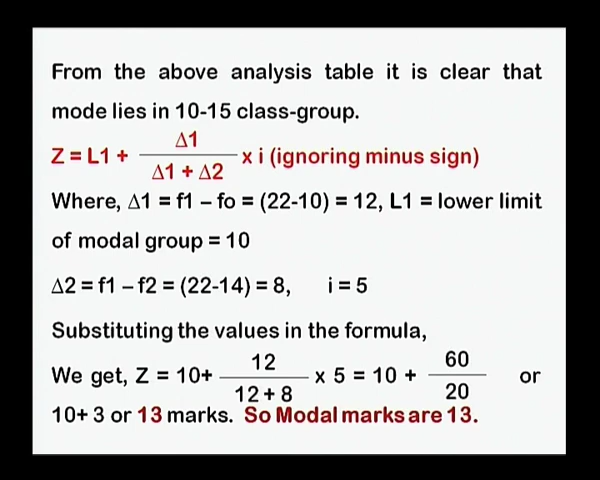 From the above analysis table it is clear that
mode lies in 10-15 class-group.
Z = L1 + Δ1 / Δ1 + Δ2 x i (ignoring minus sign)
Where, Δ1 = f1 – fo = (22-10) = 12, L1 = lower limit
of modal group = 10
Δ2 = f1 – f2 = (22-14) = 8, i = 5
Substituting the values in the formula,
We get, Z = 10+ 12 / 12 + 8 x 5 = 10 + 60 / 20 or
10+ 3 or 13 marks. So Modal marks are 13.